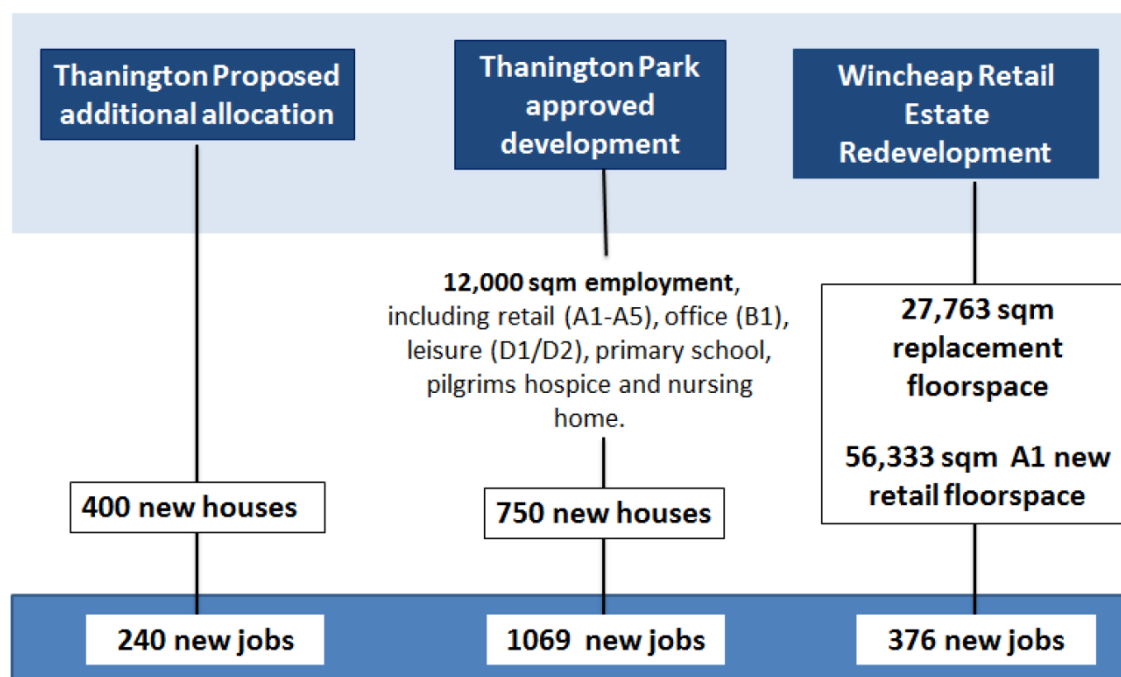 Thanington Proposed
additional allocation
400 new houses
240 new jobs
Thanington Park
approved
development
12,000 sqm employment,
including retail (A1-A5), office (B1),
leisure (D1/D2), primary school,
pilgrims hospice and nursing
home.
750 new houses
1069 new jobs
Wincheap Retail
Estate
Redevelopment
27,763 sqm
replacement
floorspace
56,333 sqm A1 new
retail floorspace
376 new jobs